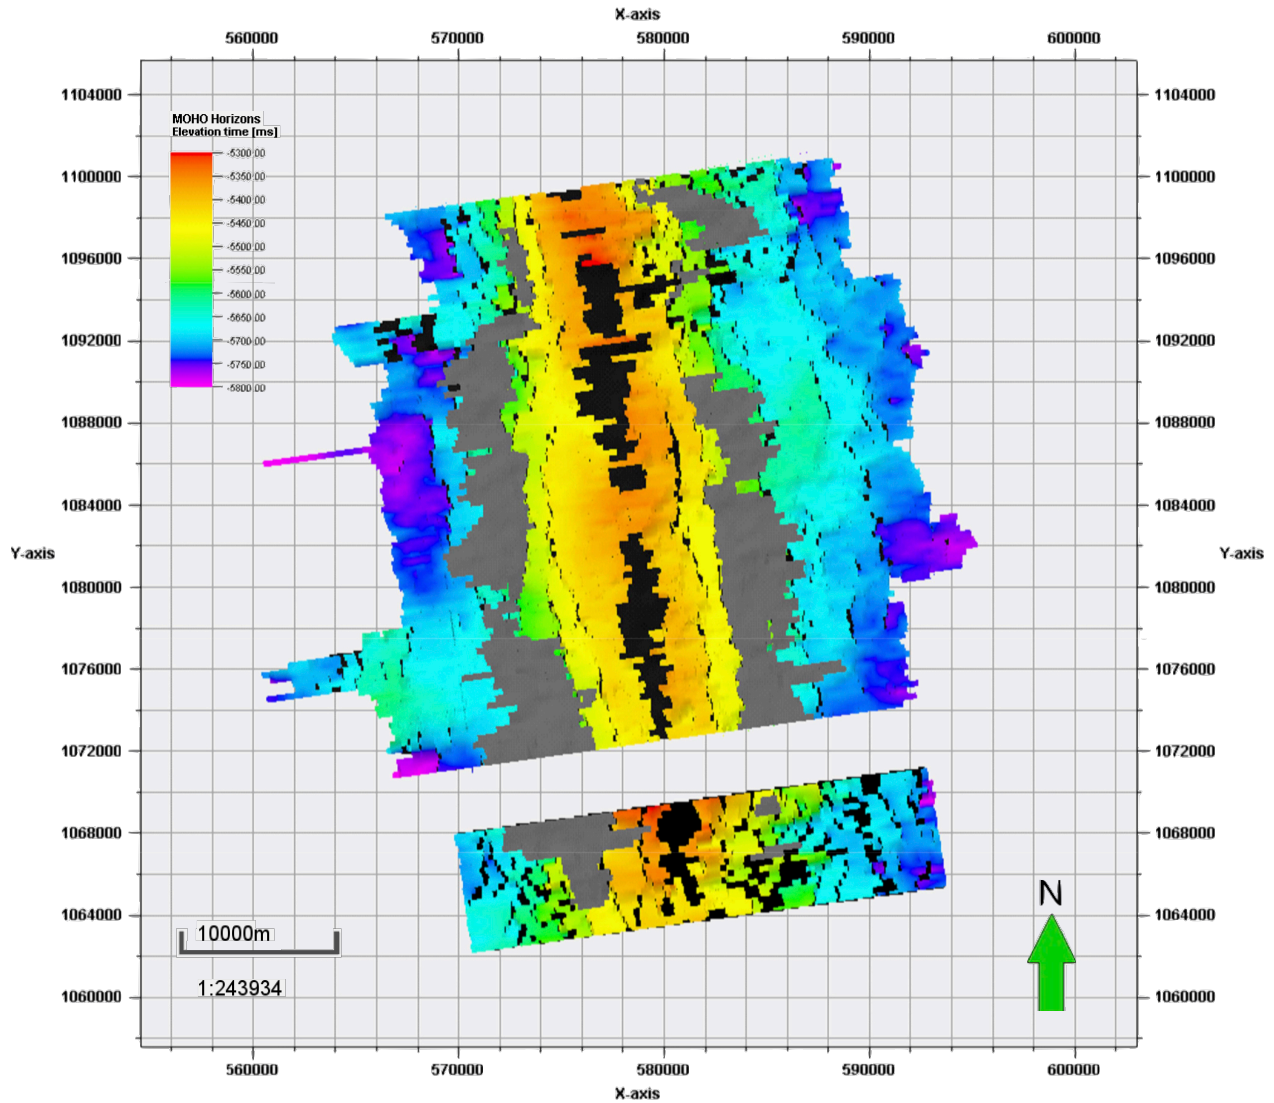 X-axis
560000 570000 580000 590000 600000
1104000 1104000
MOHO Horizons
Elevation time [ms]
-5300.00
-5350.00
1100000 1100000
-5400.00
-5450.00
-5500.00
1096000 1096000
-5550.00
-5600.00
-5650.00
1092000 1092000
-5700.00
-5750.00
-5800.00
1088000 1088000
1084000 1084000
Y-axis Y-axis
1080000 1080000
1076000 1076000
1072000 1072000
1068000 1068000
N
1064000 1064000
10000m
1:243934
1060000 1060000
560000 570000 580000 590000 600000
X-axis